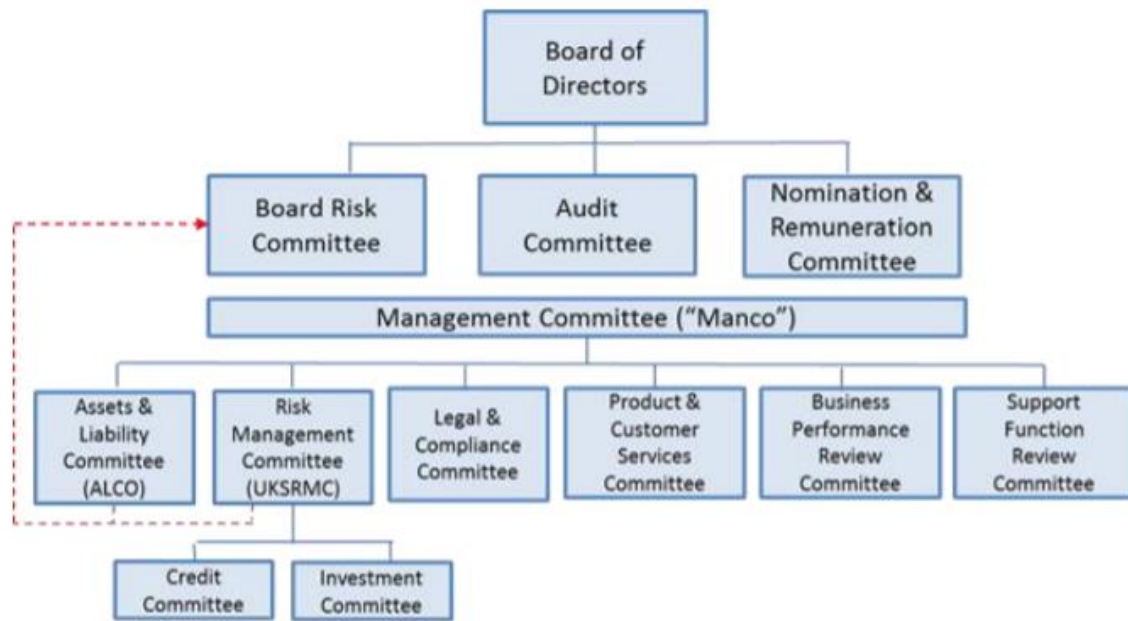 Board of
Directors
Board Risk
Committee
Audit
Committee
Nomination &
Remuneration
Committee
Management Committee (“Manco”)
Assets &
Liability
Committee
(ALCO)
Risk
Management
Committee
(UKSRMC)
Legal &
Compliance
Committee
Product &
Customer
Services
Committee
Business
Performance
Review
Committee
Support
Function
Review
Committee
Credit
Committee
Investment
Committee